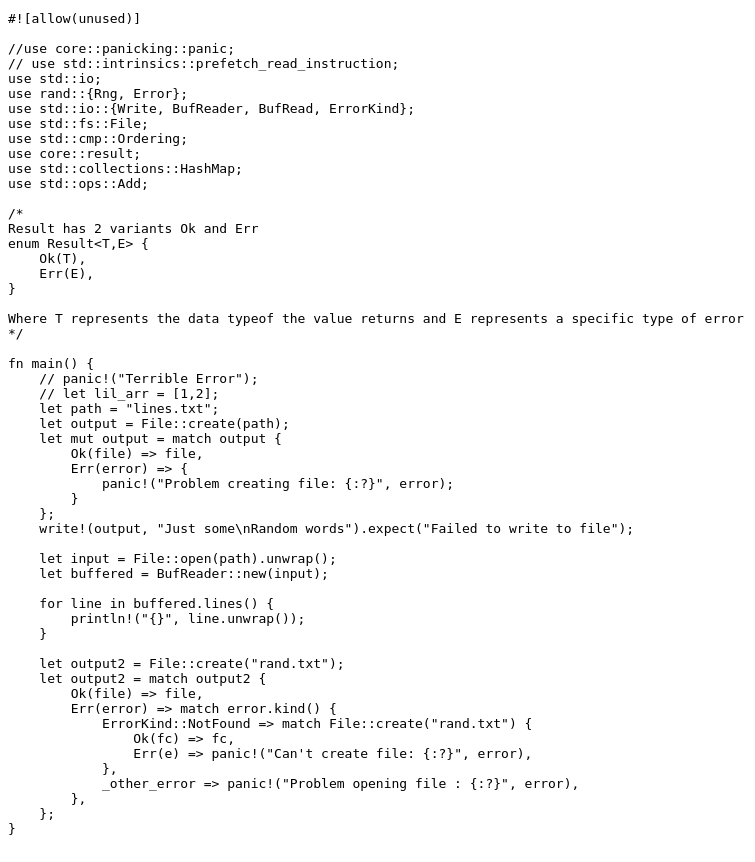 #![allow(unused)]

//use core::panicking::panic;
// use std::intrinsics::prefetch_read_instruction;
use std::io;
use rand::{Rng, Error};
use std::io::{Write, BufReader, BufRead, ErrorKind};
use std::fs::File;
use std::cmp::Ordering;
use core::result;
use std::collections::HashMap;
use std::ops::Add;

/*
Result has 2 variants Ok and Err
enum Result<T,E> {
    Ok(T),
    Err(E),
}

Where T represents the data typeof the value returns and E represents a specific type of error
*/

fn main() {
    // panic!("Terrible Error");
    // let lil_arr = [1,2];
    let path = "lines.txt";
    let output = File::create(path);
    let mut output = match output {
        Ok(file) => file,
        Err(error) => {
            panic!("Problem creating file: {:?}", error);
        }
    };
    write!(output, "Just some\nRandom words").expect("Failed to write to file");

    let input = File::open(path).unwrap();
    let buffered = BufReader::new(input);

    for line in buffered.lines() {
        println!("{}", line.unwrap());
    }

    let output2 = File::create("rand.txt");
    let output2 = match output2 {
        Ok(file) => file,
        Err(error) => match error.kind() {
            ErrorKind::NotFound => match File::create("rand.txt") {
                Ok(fc) => fc,
                Err(e) => panic!("Can't create file: {:?}", error),
            },
            _other_error => panic!("Problem opening file : {:?}", error),
        },
    };
}